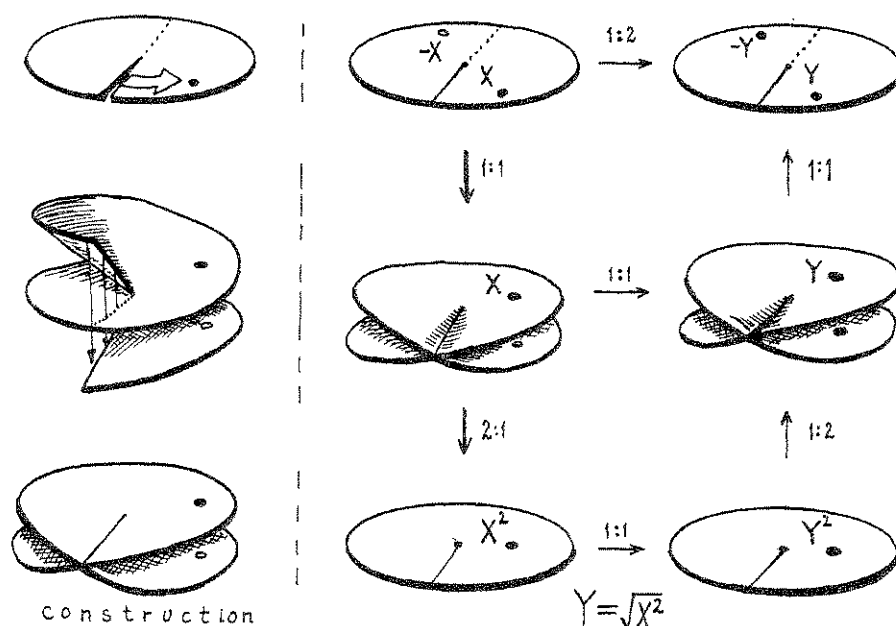 -X X 1:2 -Y Y
1:1 1:1
X 1:1 Y
2:1 1:2
X² 1:1 Y²
Y=√X²
construction